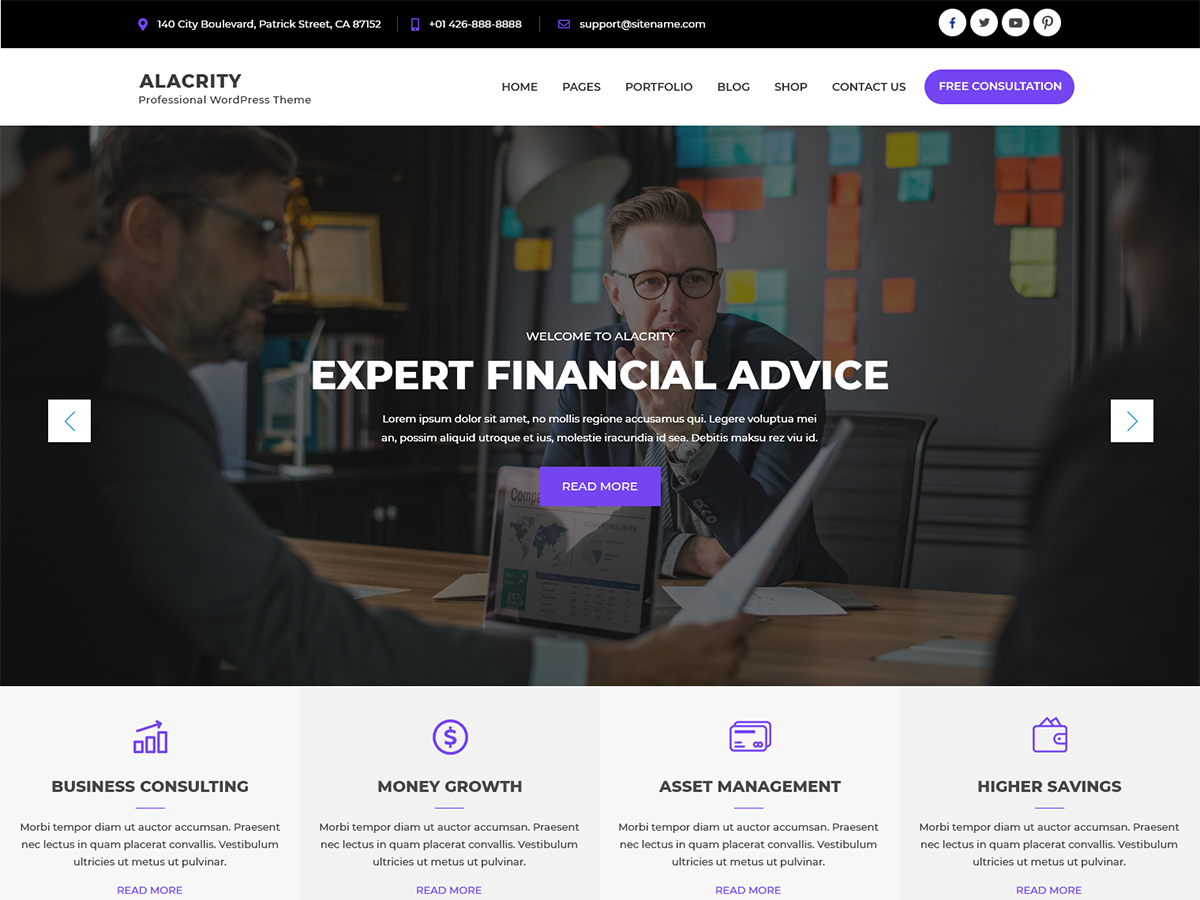 140 City Boulevard, Patrick Street, CA 87152
+01 426-888-8888
support@sitename.com
ALACRITY
Professional WordPress Theme
HOME
PAGES
PORTFOLIO
BLOG
SHOP
CONTACT US
FREE CONSULTATION
WELCOME TO ALACRITY
EXPERT FINANCIAL ADVICE
Lorem ipsum dolor sit amet, no mollis regione accusamus qui. Legere voluptua mei
an, possim aliquid utroque et ius, molestie iracundia id sea. Debitis maksu rez viu id.
READ MORE
85%
BUSINESS CONSULTING
Morbi tempor diam ut auctor accumsan. Praesent
nec lectus in quam placerat convallis. Vestibulum
ultricies ut metus ut pulvinar.
READ MORE
MONEY GROWTH
Morbi tempor diam ut auctor accumsan. Praesent
nec lectus in quam placerat convallis. Vestibulum
ultricies ut metus ut pulvinar.
READ MORE
ASSET MANAGEMENT
Morbi tempor diam ut auctor accumsan. Praesent
nec lectus in quam placerat convallis. Vestibulum
ultricies ut metus ut pulvinar.
READ MORE
HIGHER SAVINGS
Morbi tempor diam ut auctor accumsan. Praesent
nec lectus in quam placerat convallis. Vestibulum
ultricies ut metus ut pulvinar.
READ MORE